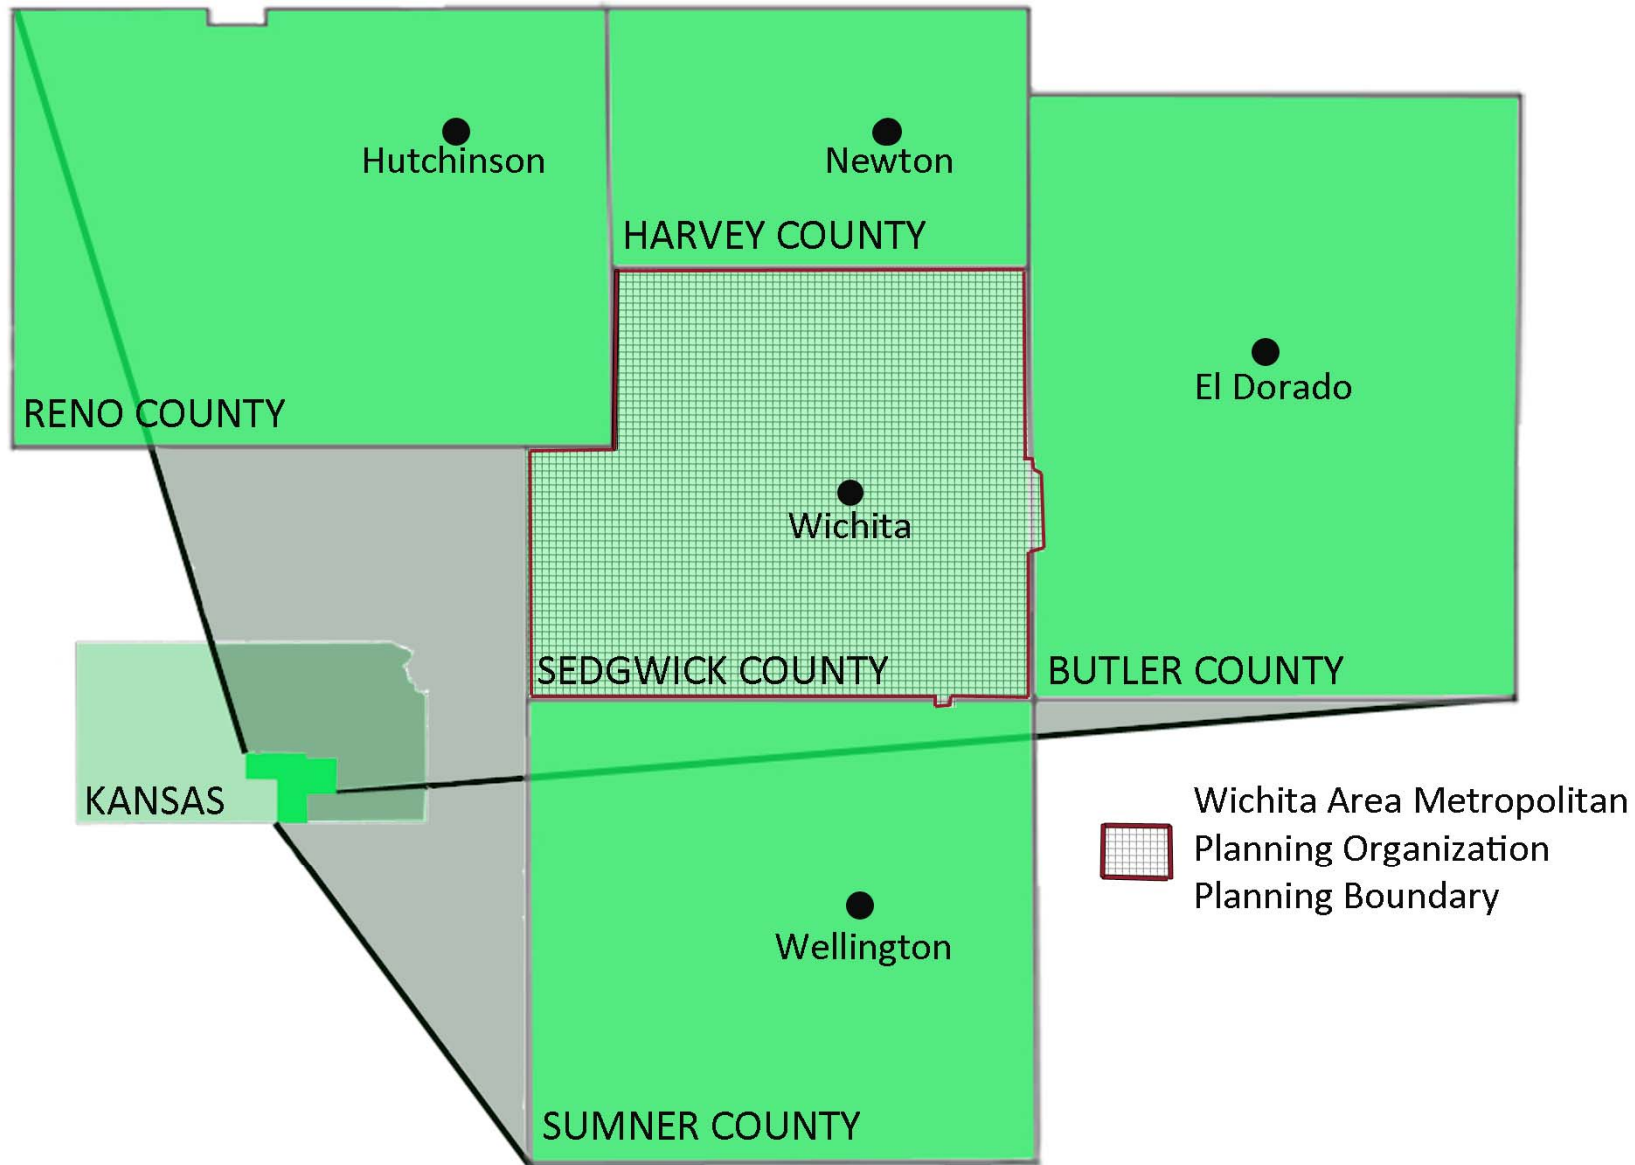 Hutchinson
Newton
HARVEY COUNTY
El Dorado
RENO COUNTY
Wichita
SEDGWICK COUNTY
BUTLER COUNTY
KANSAS
Wichita Area Metropolitan
Planning Organization
Planning Boundary
Wellington
SUMNER COUNTY